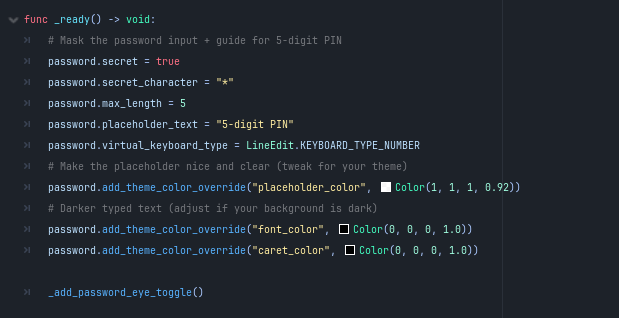 func _ready() -> void:
# Mask the password input + guide for 5-digit PIN
password.secret = true
password.secret_character = "*"
password.max_length = 5
password.placeholder_text = "5-digit PIN"
password.virtual_keyboard_type = LineEdit.KEYBOARD_TYPE_NUMBER
# Make the placeholder nice and clear (tweak for your theme)
password.add_theme_color_override("placeholder_color", Color(1, 1, 1, 0.92))
# Darker typed text (adjust if your background is dark)
password.add_theme_color_override("font_color", Color(0, 0, 0, 1.0))
password.add_theme_color_override("caret_color", Color(0, 0, 0, 1.0))
_add_password_eye_toggle()